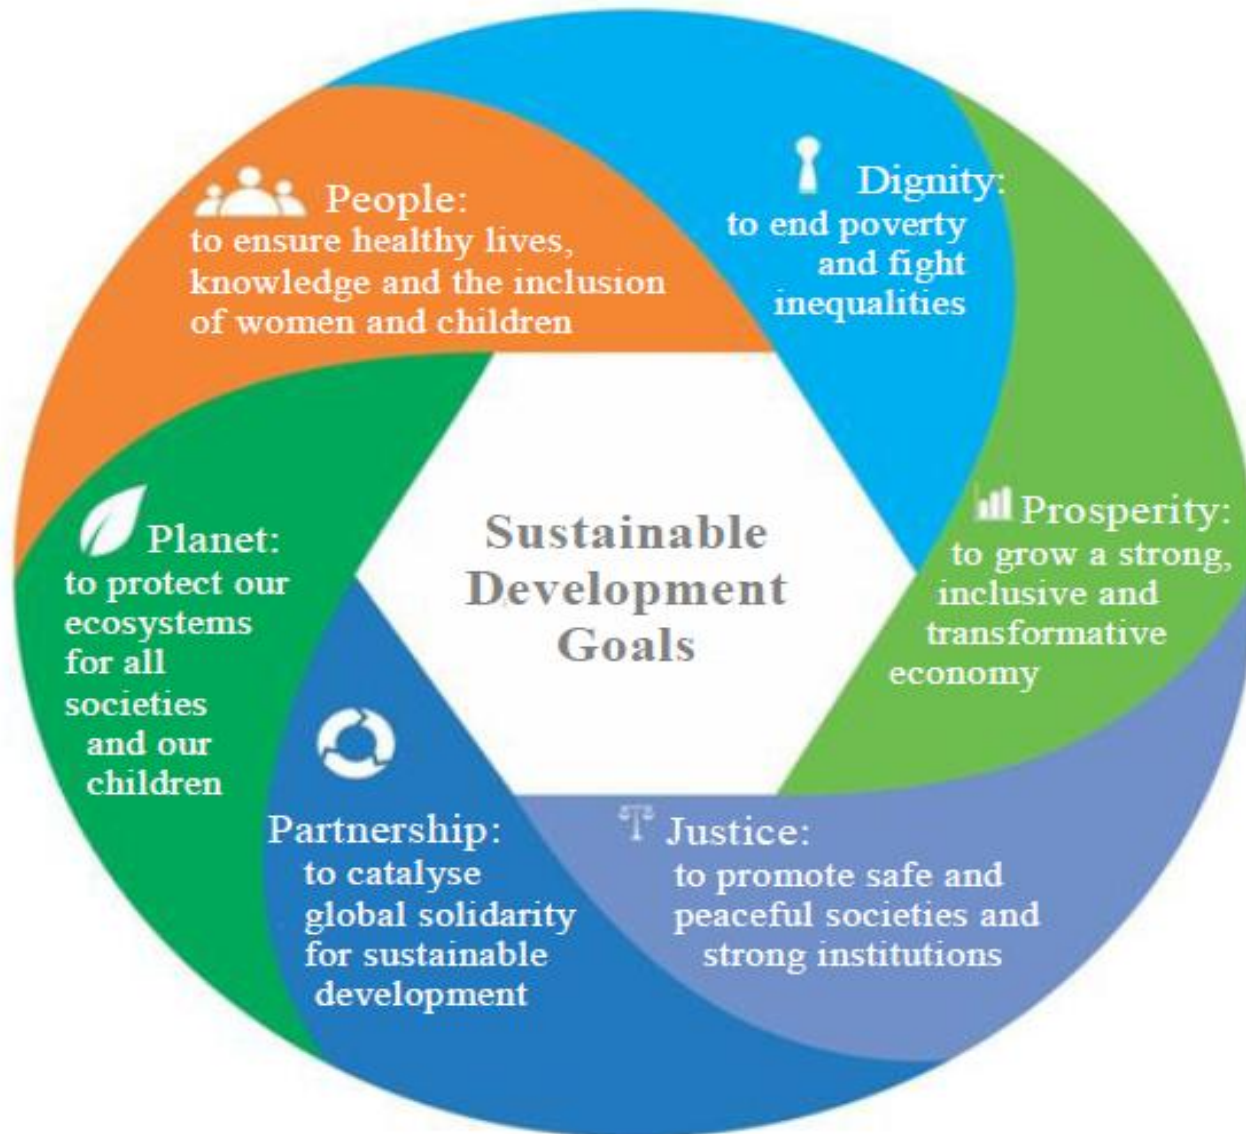 Dignity:
to end poverty
and fight
inequalities
Prosperity:
to grow a strong,
inclusive and
transformative
economy
Justice:
to promote safe and
peaceful societies and
strong institutions
Partnership:
to catalyse
global solidarity
for sustainable
development
Planet:
to protect our
ecosystems
for all
societies
and our
children
People:
to ensure healthy lives,
knowledge and the inclusion
of women and children
Sustainable
Development
Goals